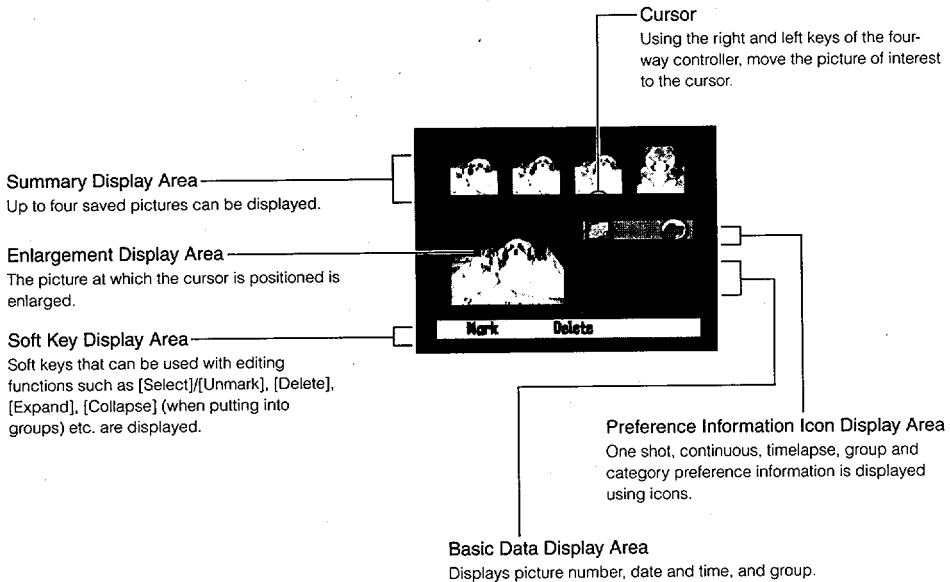 Cursor
Using the right and left keys of the four-
way controller, move the picture of interest
to the cursor.
Summary Display Area
Up to four saved pictures can be displayed.
Enlargement Display Area
The picture at which the cursor is positioned is
enlarged.
Mark Delete
Soft Key Display Area
Soft keys that can be used with editing
functions such as [Select]/[Unmark], [Delete],
[Expand], [Collapse] (when putting into
groups) etc. are displayed.
Preference Information Icon Display Area
One shot, continuous, timelapse, group and
category preference information is displayed
using icons.
Basic Data Display Area
Displays picture number, date and time, and group.